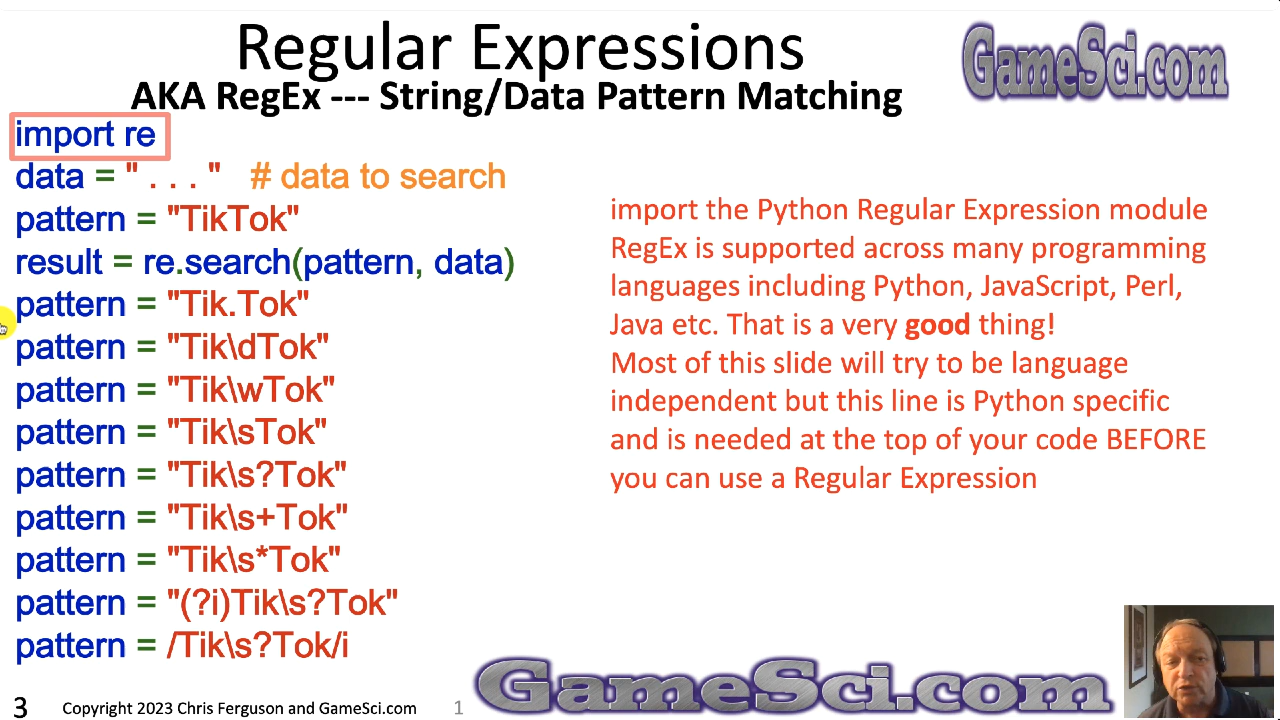 Regular Expressions
AKA RegEx --- String/Data Pattern Matching
GameSci.com
import re
data = " . . . " # data to search
pattern = "TikTok"
result = re.search(pattern, data)
pattern = "Tik.Tok"
pattern = "Tik\dTok"
pattern = "Tik\wTok"
pattern = "Tik\sTok"
pattern = "Tik\s?Tok"
pattern = "Tik\s+Tok"
pattern = "Tik\s*Tok"
pattern = "(?i)Tik\s?Tok"
pattern = /Tik\s?Tok/i
import the Python Regular Expression module
RegEx is supported across many programming
languages including Python, JavaScript, Perl,
Java etc. That is a very good thing!
Most of this slide will try to be language
independent but this line is Python specific
and is needed at the top of your code BEFORE
you can use a Regular Expression
3 Copyright 2023 Chris Ferguson and GameSci.com 1
GameSci.com